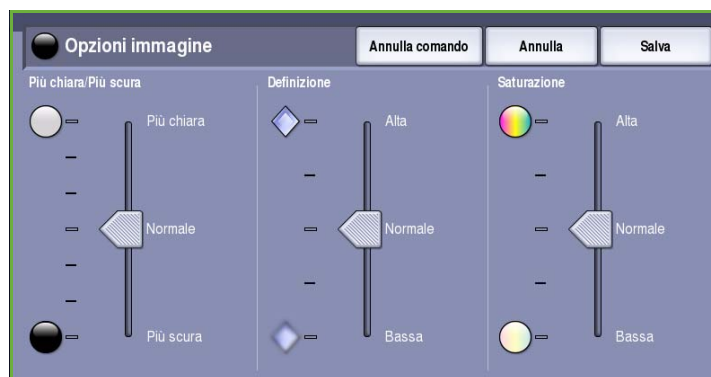 Opzioni immagine
Annulla comando
Annulla
Salva
Più chiara/Più scura
Definizione
Saturazione
Più chiara
Alta
Alta
Normale
Normale
Normale
Più scura
Bassa
Bassa